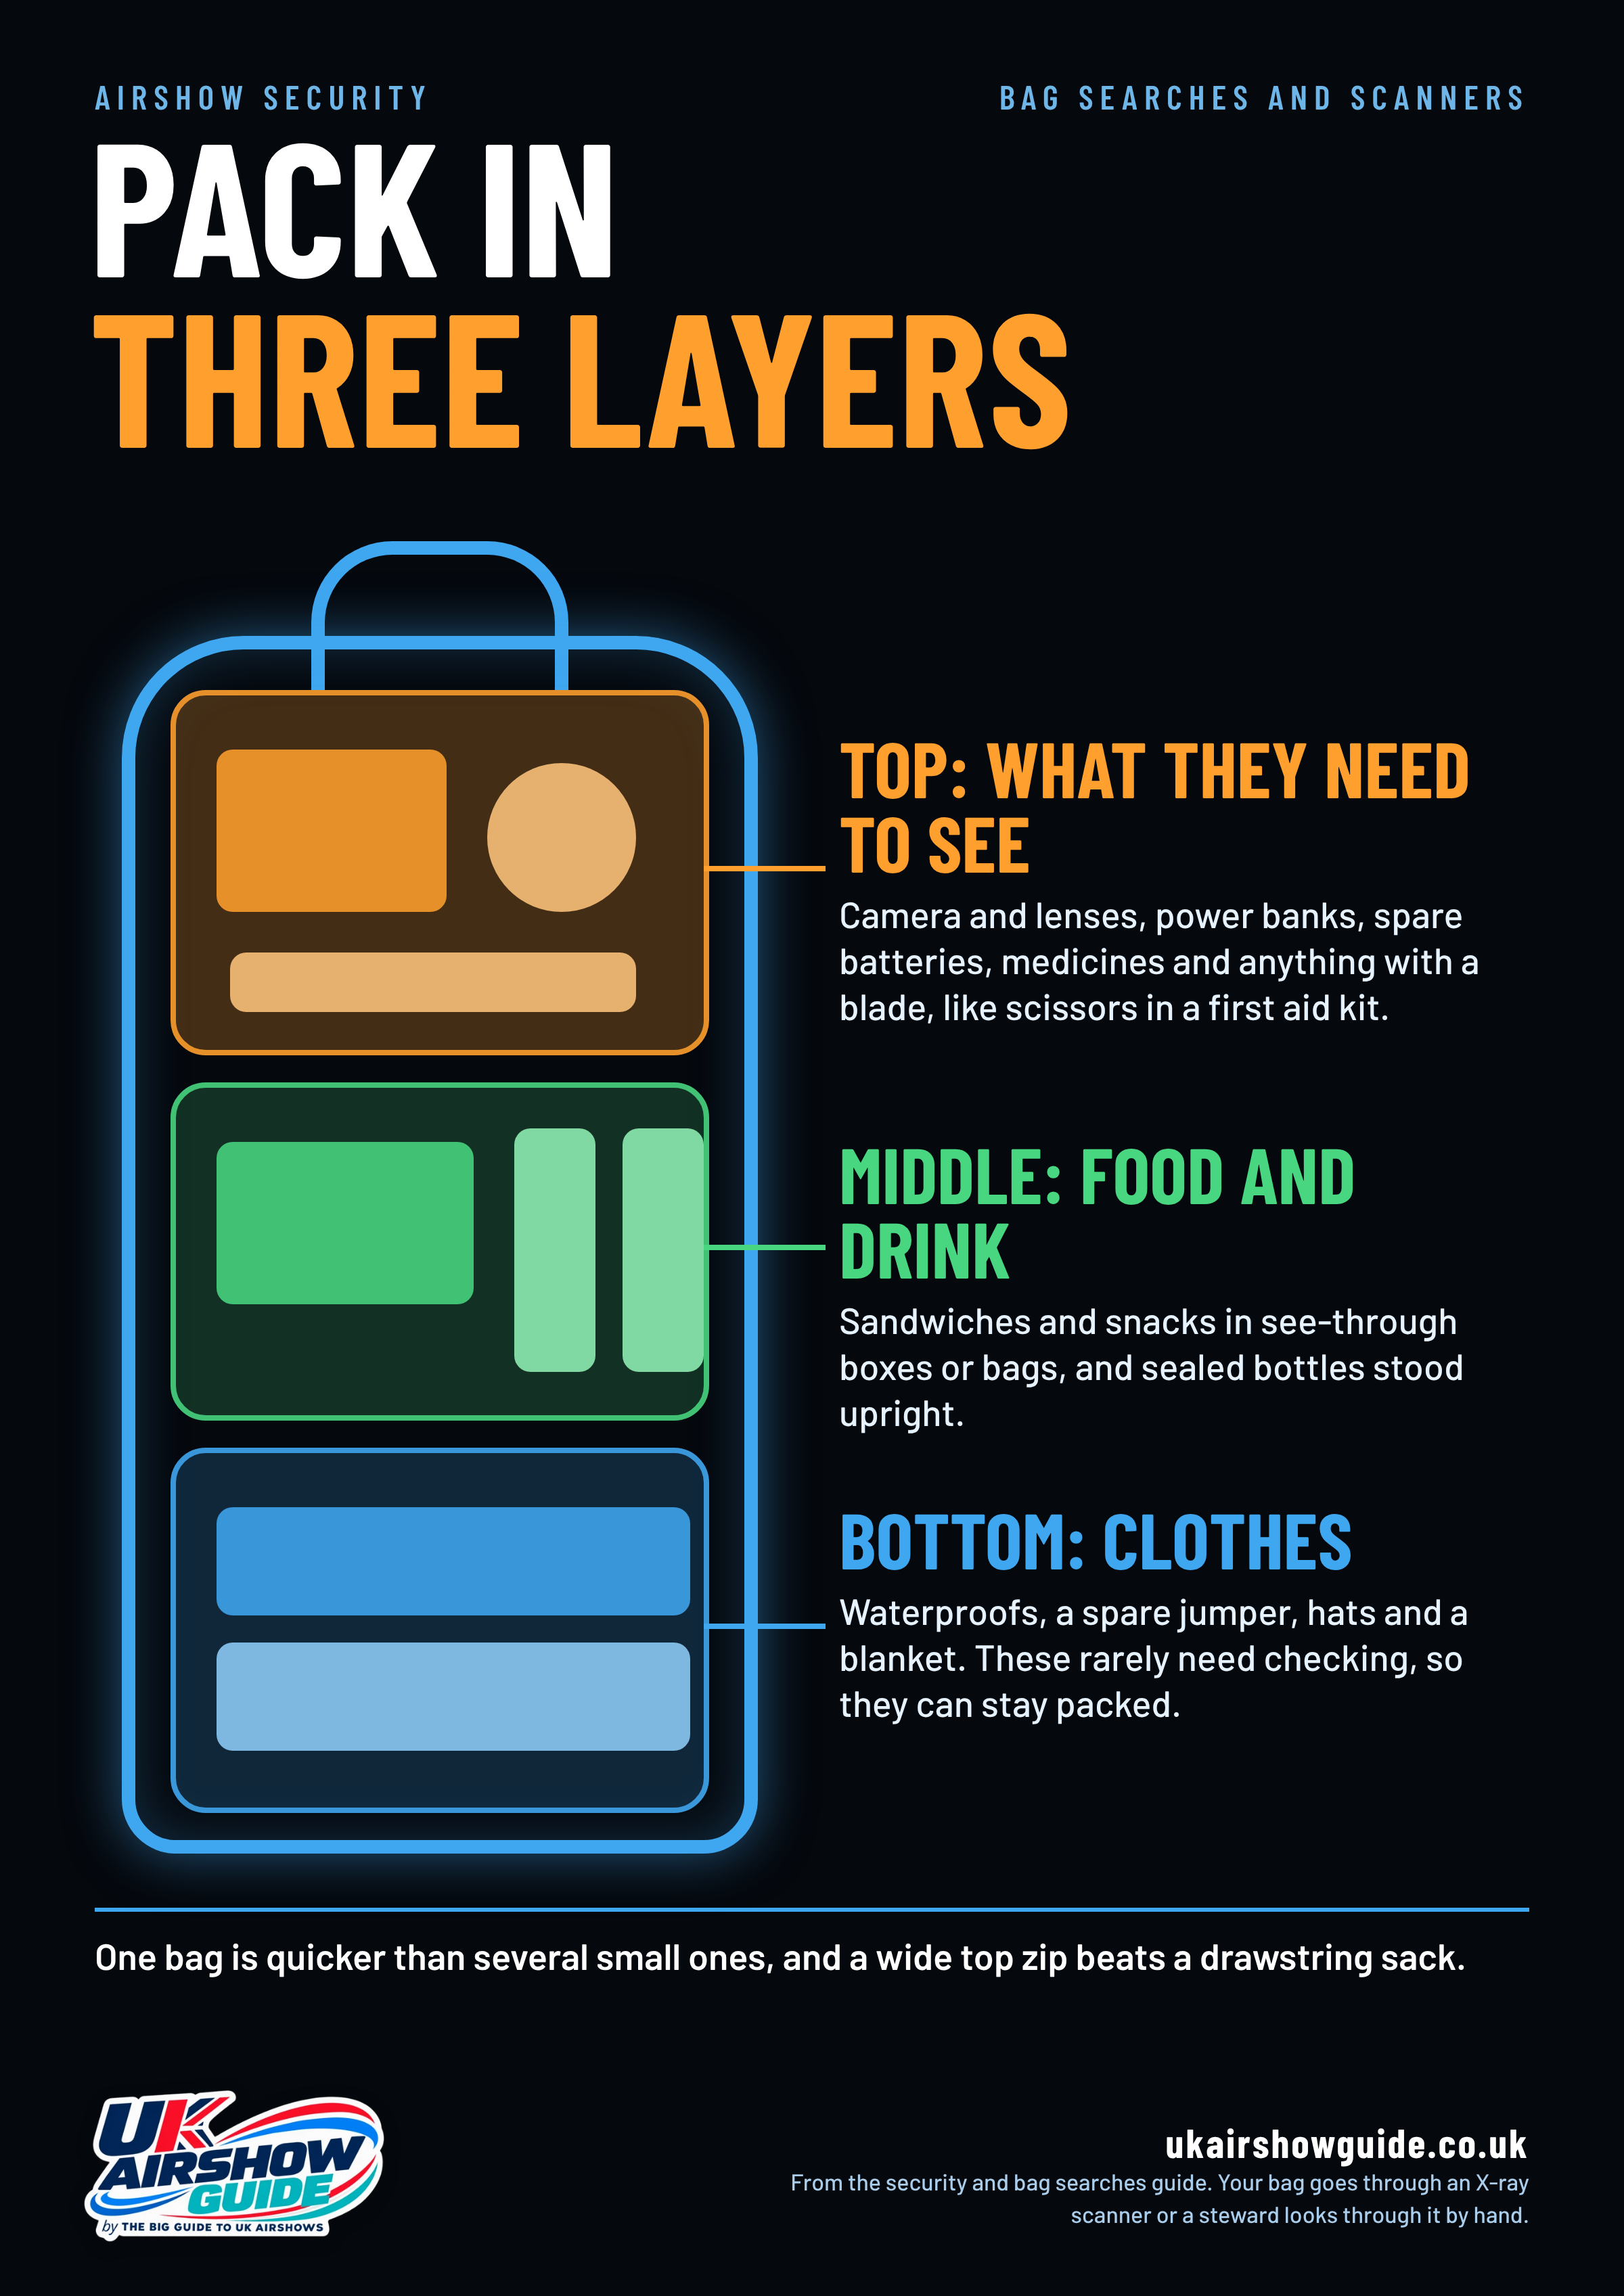 AIRSHOW SECURITY
BAG SEARCHES AND SCANNERS
PACK IN
THREE LAYERS
TOP: WHAT THEY NEED
TO SEE
Camera and lenses, power banks, spare
batteries, medicines and anything with a
blade, like scissors in a first aid kit.
MIDDLE: FOOD AND
DRINK
Sandwiches and snacks in see-through
boxes or bags, and sealed bottles stood
upright.
BOTTOM: CLOTHES
Waterproofs, a spare jumper, hats and a
blanket. These rarely need checking, so
they can stay packed.
One bag is quicker than several small ones, and a wide top zip beats a drawstring sack.
UK
AIRSHOW
GUIDE
by THE BIG GUIDE TO UK AIRSHOWS
ukairshowguide.co.uk
From the security and bag searches guide. Your bag goes through an X-ray
scanner or a steward looks through it by hand.